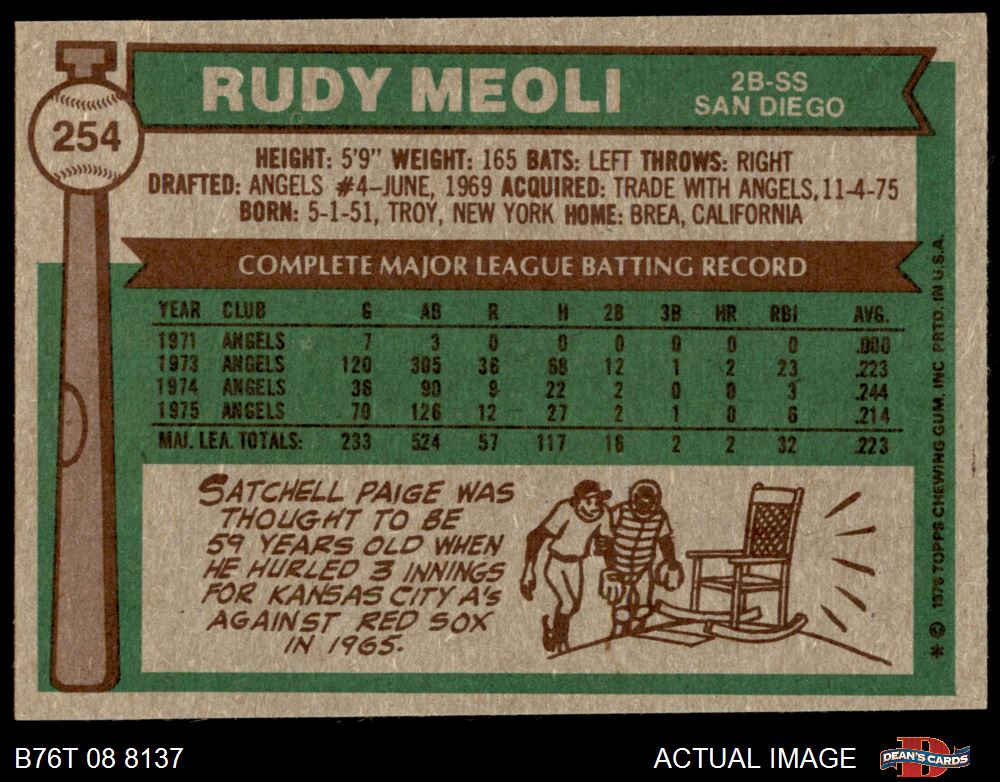 254
RUDY MEOLI
2B-SS
SAN DIEGO
HEIGHT: 5'9" WEIGHT: 165 BATS: LEFT THROWS: RIGHT
DRAFTED: ANGELS #4–JUNE, 1969 ACQUIRED: TRADE WITH ANGELS, 11-4-75
BORN: 5-1-51, TROY, NEW YORK HOME: BREA, CALIFORNIA
COMPLETE MAJOR LEAGUE BATTING RECORD
YEAR CLUB G AB R H 2B 3B HR RBI AVG.
1971 ANGELS 7 3 0 0 0 0 0 0 .000
1973 ANGELS 120 305 36 68 12 1 2 23 .223
1974 ANGELS 36 90 9 22 2 0 0 3 .244
1975 ANGELS 70 126 12 27 2 1 0 6 .214
MAJ. LEA. TOTALS: 233 524 57 117 16 2 2 32 .223
SATCHELL PAIGE WAS
THOUGHT TO BE
59 YEARS OLD WHEN
HE HURLED 3 INNINGS
FOR KANSAS CITY A's
AGAINST RED SOX
IN 1965.
* © 1976 TOPPS CHEWING GUM, INC PRTD. IN U.S.A.
B76T 08 8137
ACTUAL IMAGE
DEAN'S CARDS